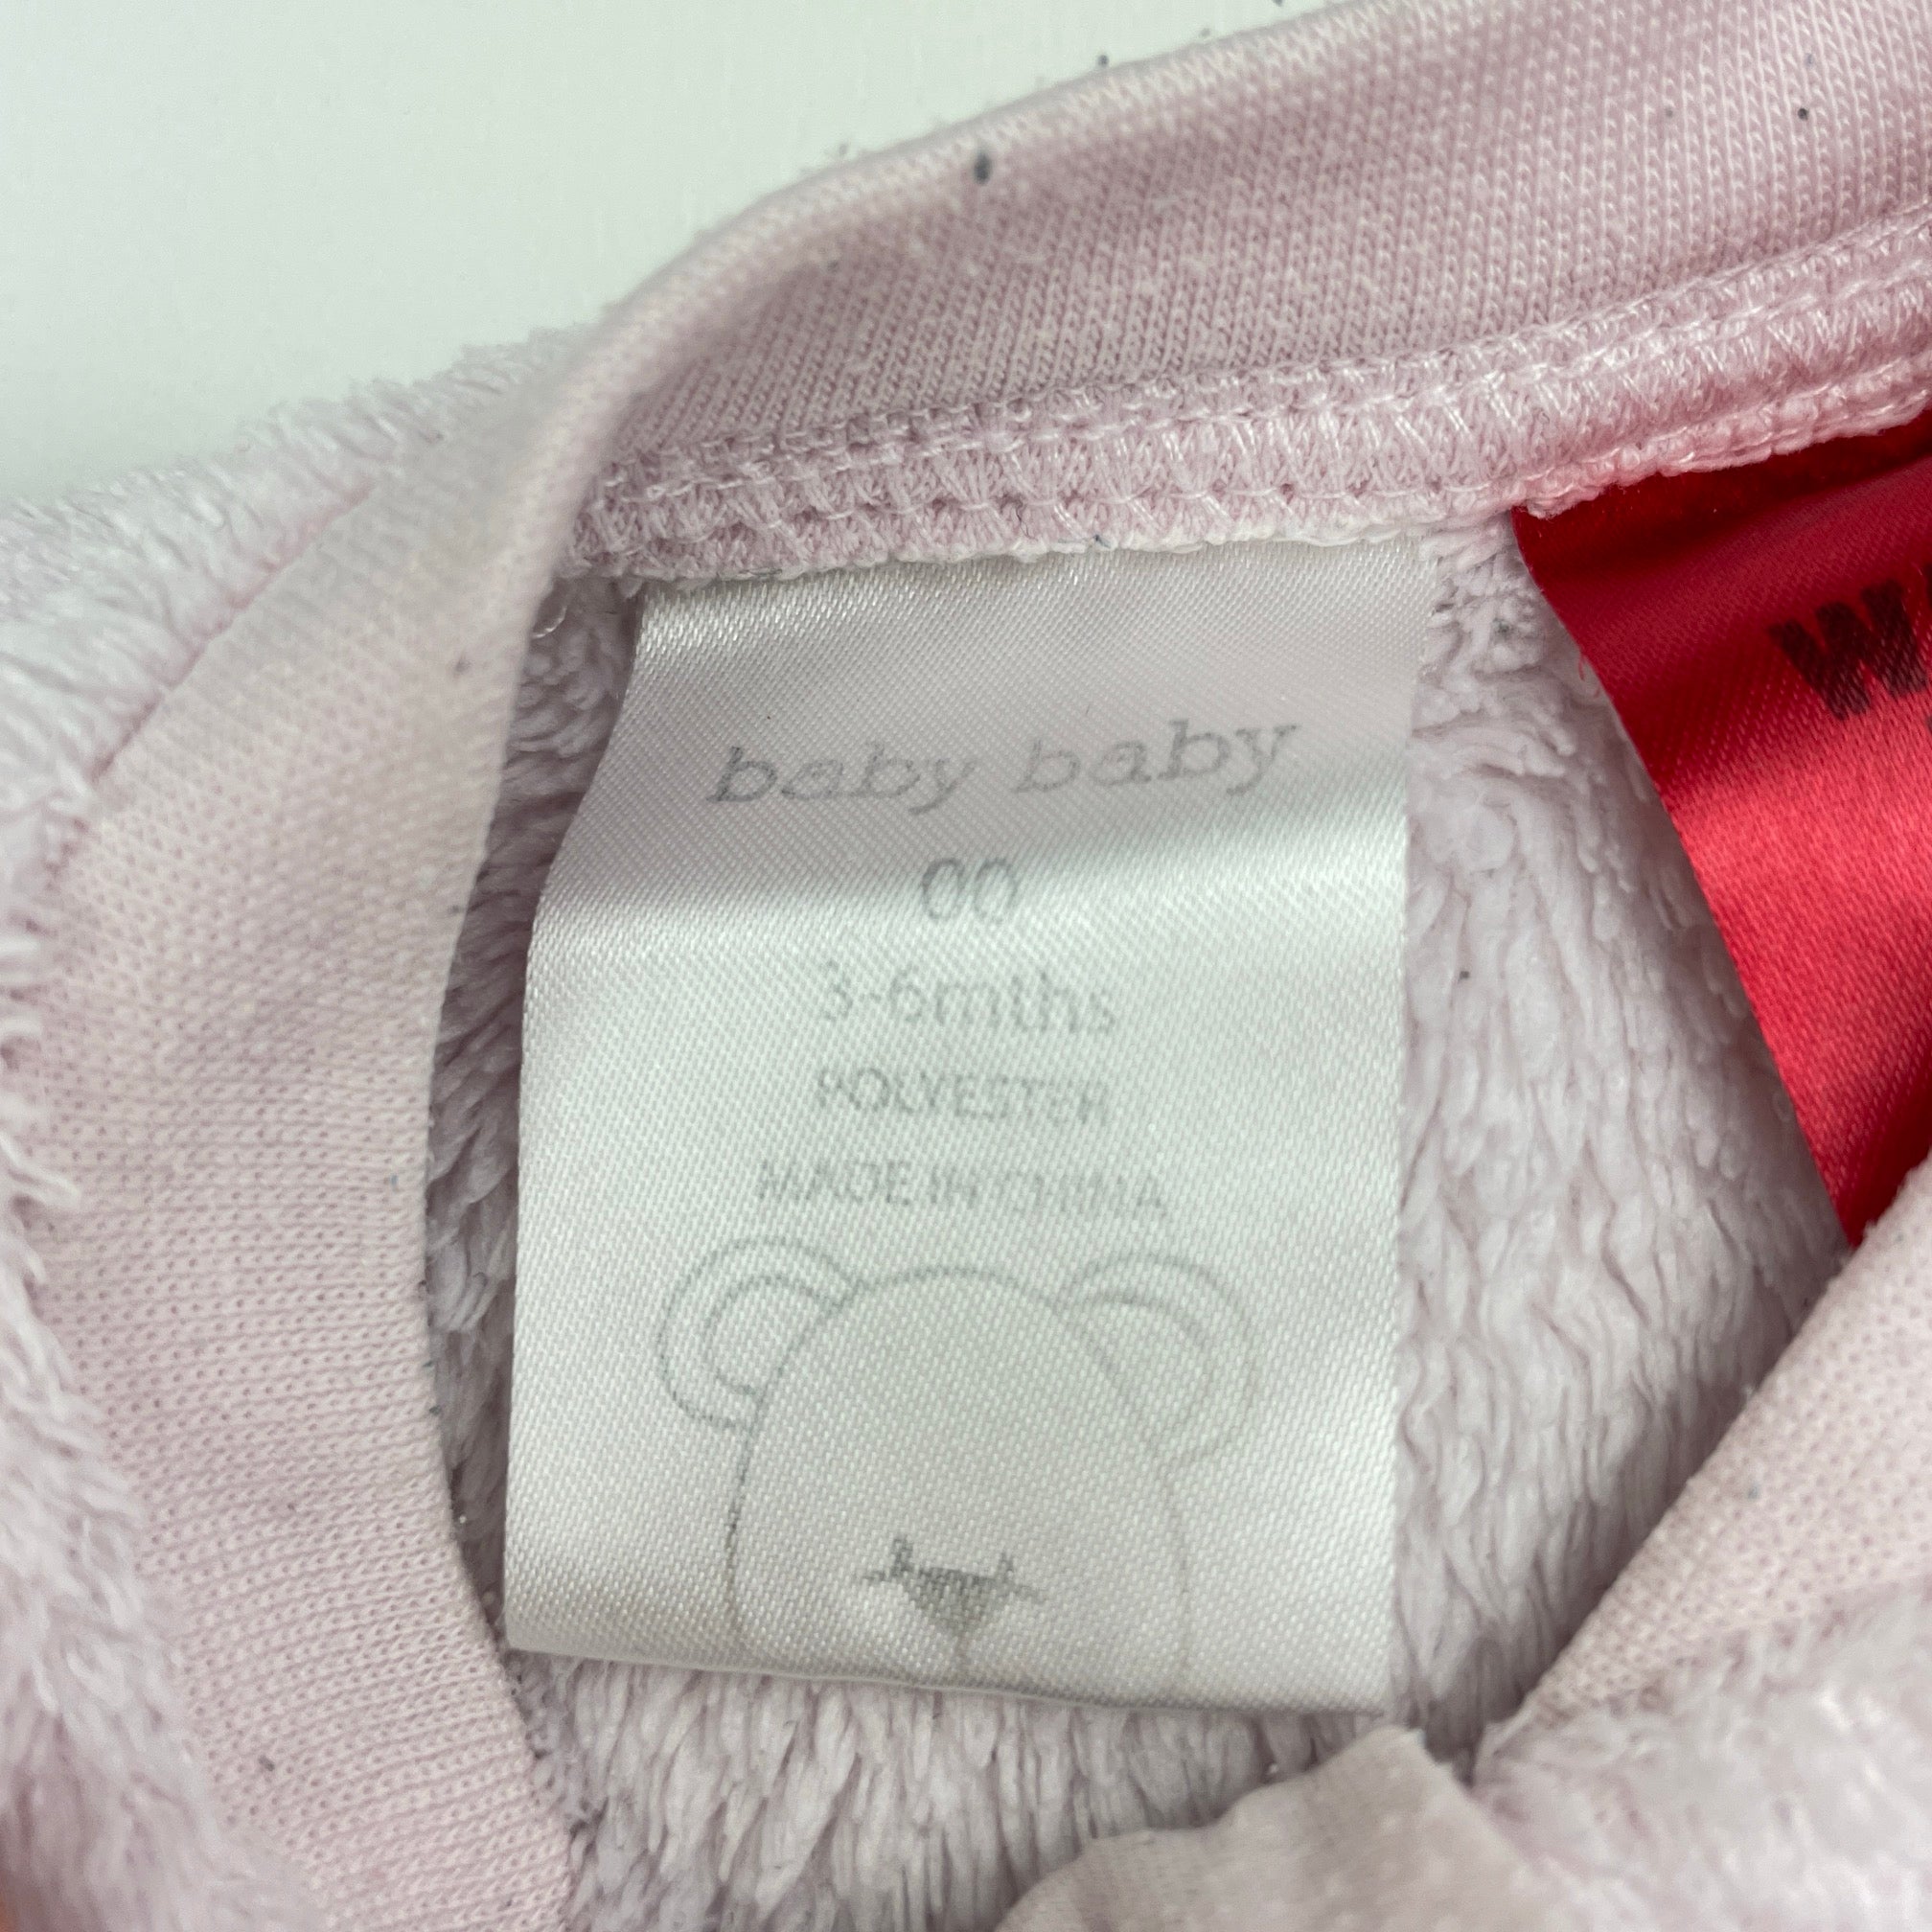 baby baby
00
3-6mths
POLYESTER
MADE IN CHINA